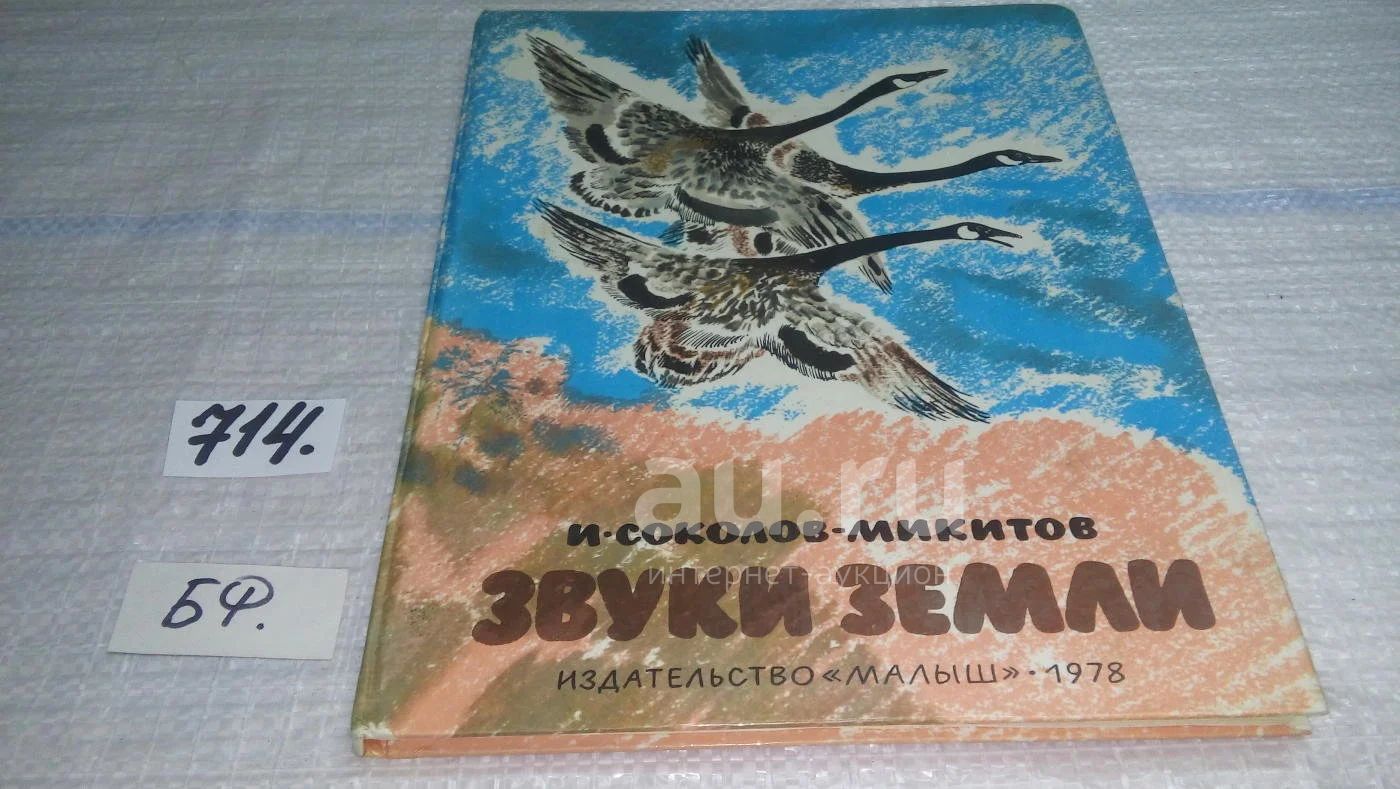 714.
БФ.
au.ru
И·СОКОЛОВ-МИКИТОВ
интернет-аукцион
ЗВУКИ ЗЕМЛИ
ИЗДАТЕЛЬСТВО «МАЛЫШ»·1978